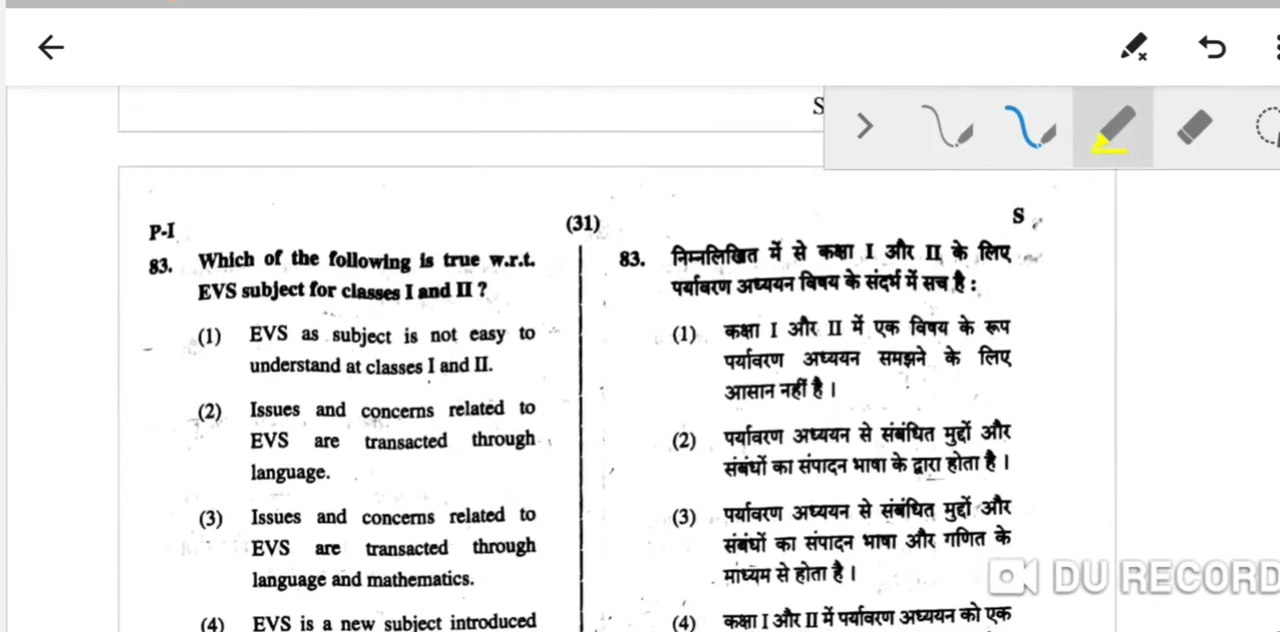 S
P-I
(31)
S
83. Which of the following is true w.r.t.
EVS subject for classes I and II ?
(1) EVS as subject is not easy to
understand at classes I and II.
(2) Issues and concerns related to
EVS are transacted through
language.
(3) Issues and concerns related to
EVS are transacted through
language and mathematics.
(4) EVS is a new subject introduced
83. निम्नलिखित में से कक्षा I और II के लिए
पर्यावरण अध्ययन विषय के संदर्भ में सच है :
(1) कक्षा I और II में एक विषय के रूप
पर्यावरण अध्ययन समझने के लिए
आसान नहीं है ।
(2) पर्यावरण अध्ययन से संबंधित मुद्दों और
संबंधों का संपादन भाषा के द्वारा होता है ।
(3) पर्यावरण अध्ययन से संबंधित मुद्दों और
संबंधों का संपादन भाषा और गणित के
माध्यम से होता है ।
(4) कक्षा I और II में पर्यावरण अध्ययन को एक
DU RECORD